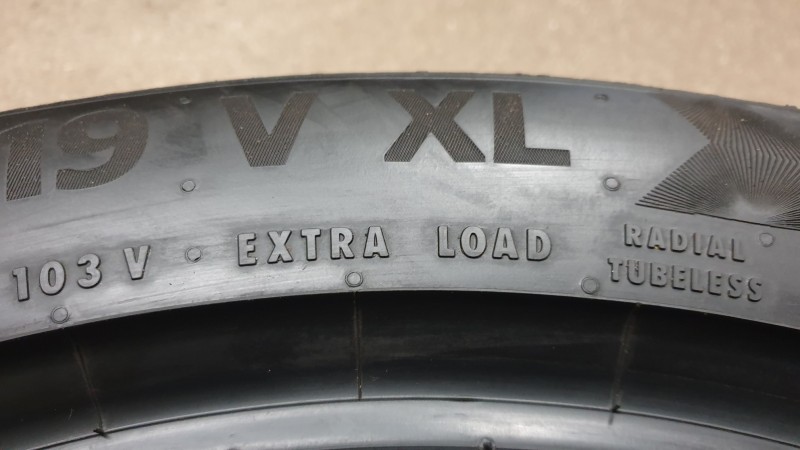 19 V XL
103 V • EXTRA LOAD
RADIAL
TUBELESS